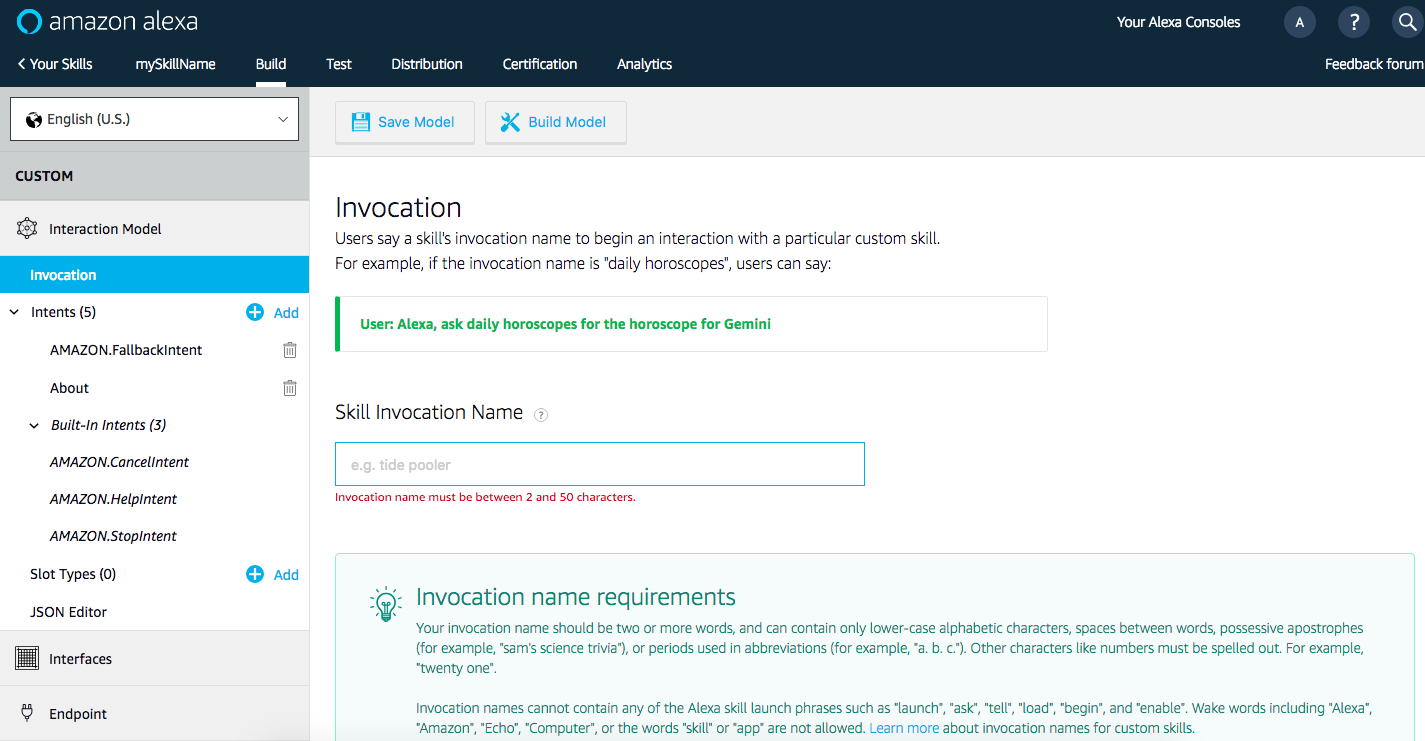 amazon alexa
Your Alexa Consoles
A
?
Your Skills
mySkillName
Build
Test
Distribution
Certification
Analytics
Feedback forum
English (U.S.)
Save Model
Build Model
CUSTOM
Interaction Model
Invocation
Intents (5)
Add
AMAZON.FallbackIntent
About
Built-In Intents (3)
AMAZON.CancelIntent
AMAZON.HelpIntent
AMAZON.StopIntent
Slot Types (0)
Add
JSON Editor
Interfaces
Endpoint
Invocation
Users say a skill's invocation name to begin an interaction with a particular custom skill.
For example, if the invocation name is "daily horoscopes", users can say:
User: Alexa, ask daily horoscopes for the horoscope for Gemini
Skill Invocation Name ?
e.g. tide pooler
Invocation name must be between 2 and 50 characters.
Invocation name requirements
Your invocation name should be two or more words, and can contain only lower-case alphabetic characters, spaces between words, possessive apostrophes
(for example, "sam's science trivia"), or periods used in abbreviations (for example, "a. b. c."). Other characters like numbers must be spelled out. For example,
"twenty one".
Invocation names cannot contain any of the Alexa skill launch phrases such as "launch", "ask", "tell", "load", "begin", and "enable". Wake words including "Alexa",
"Amazon", "Echo", "Computer", or the words "skill" or "app" are not allowed. Learn more about invocation names for custom skills.